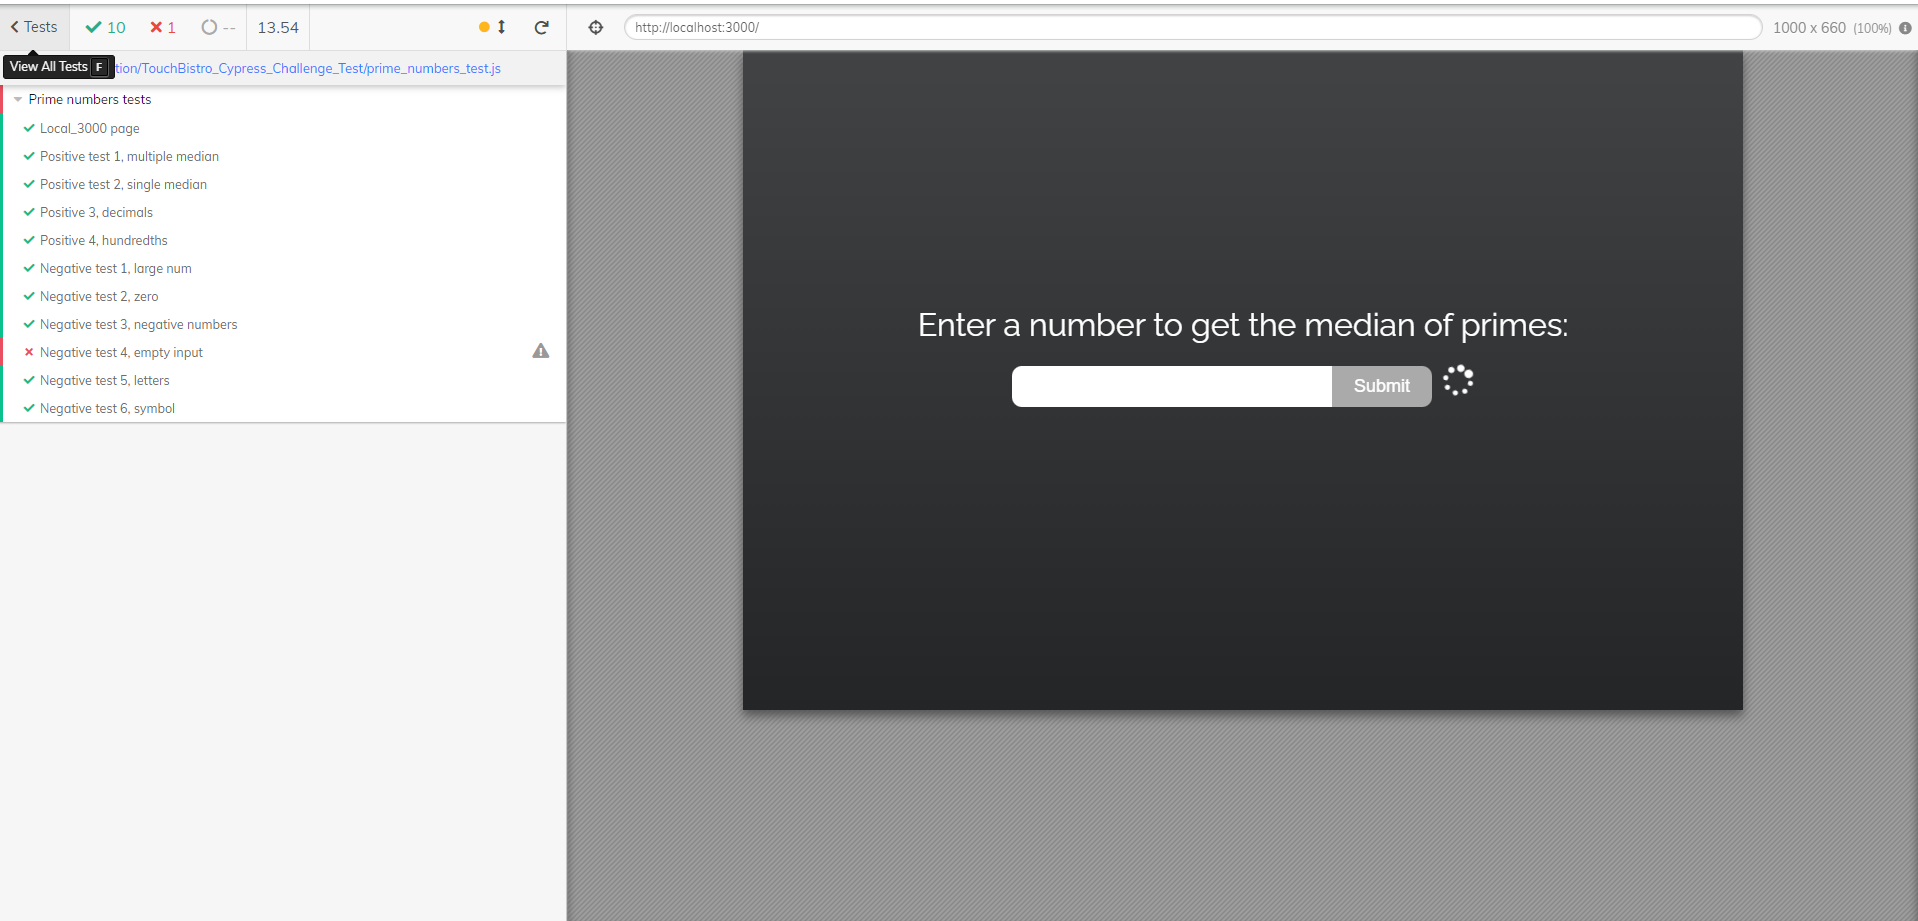 Tests 10 1 -- 13.54
http://localhost:3000/
1000 x 660 (100%)
View All Tests F
tion/TouchBistro_Cypress_Challenge_Test/prime_numbers_test.js
Prime numbers tests
Local_3000 page
Positive test 1, multiple median
Positive test 2, single median
Positive 3, decimals
Positive 4, hundredths
Negative test 1, large num
Negative test 2, zero
Negative test 3, negative numbers
Negative test 4, empty input
Negative test 5, letters
Negative test 6, symbol
Enter a number to get the median of primes:
Submit